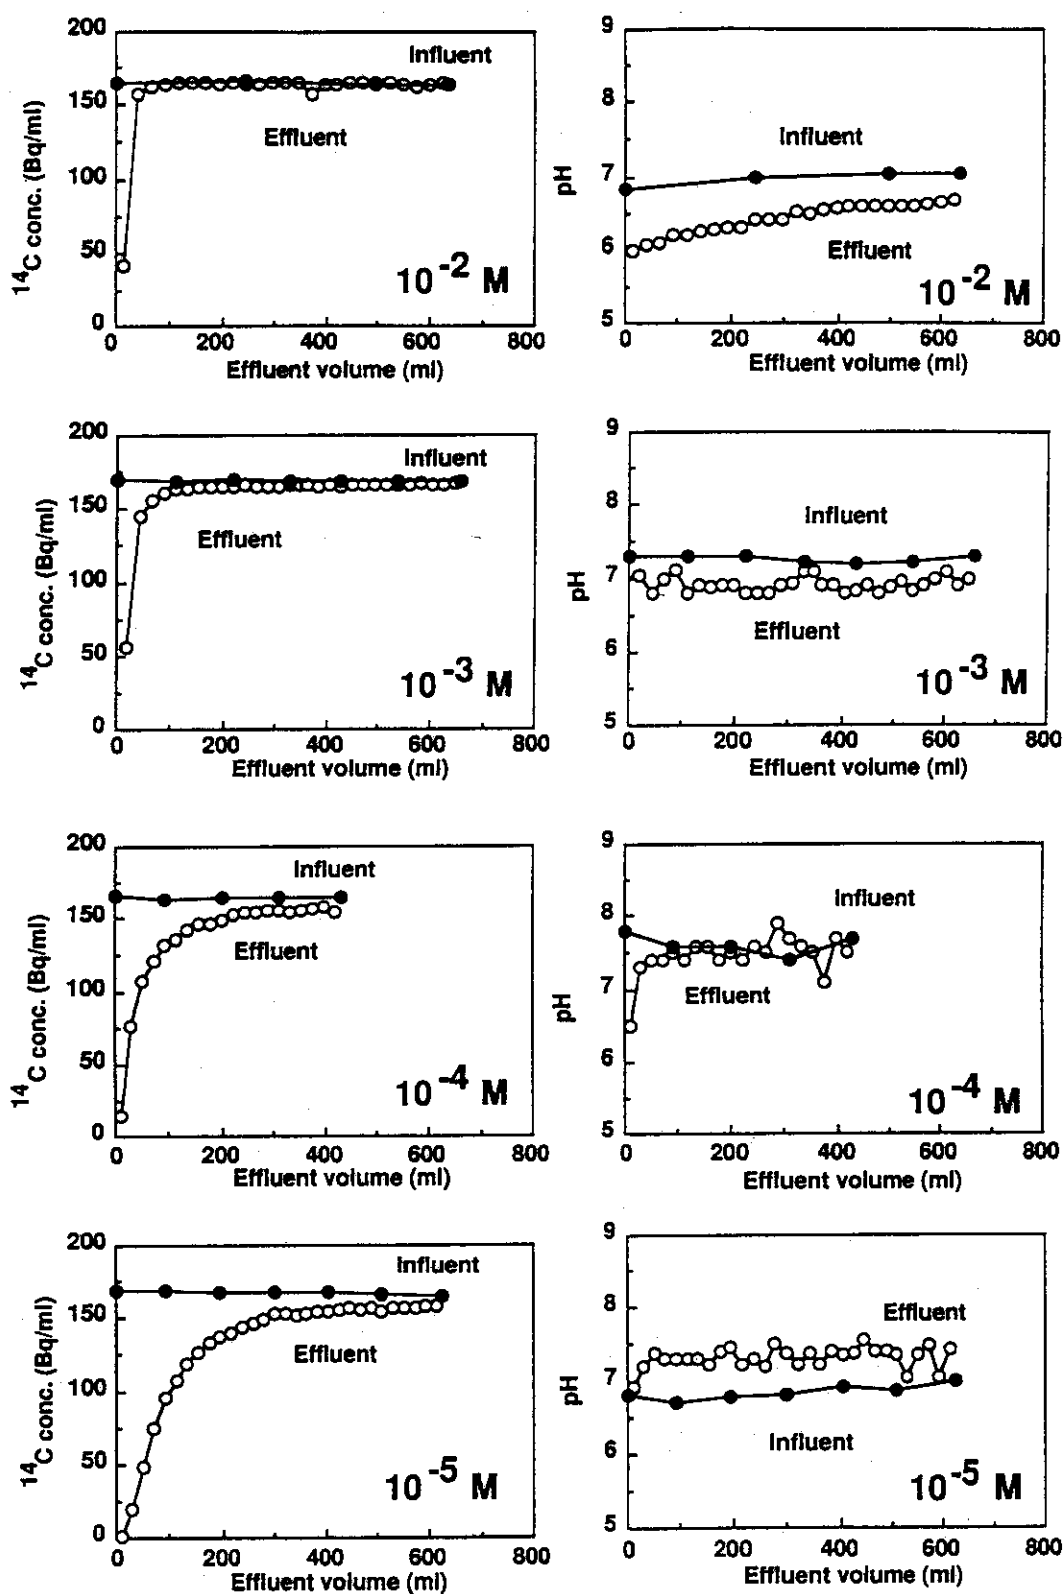 200
150
100
50
0
14C conc. (Bq/ml)
Influent
Effluent
10-2 M
0 200 400 600 800
Effluent volume (ml)
9
8
7
6
5
pH
Influent
Effluent
10-2 M
0 200 400 600 800
Effluent volume (ml)
200
150
100
50
0
14C conc. (Bq/ml)
Influent
Effluent
10-3 M
0 200 400 600 800
Effluent volume (ml)
9
8
7
6
5
pH
Influent
Effluent
10-3 M
0 200 400 600 800
Effluent volume (ml)
200
150
100
50
0
14C conc. (Bq/ml)
Influent
Effluent
10-4 M
0 200 400 600 800
Effluent volume (ml)
9
8
7
6
5
pH
Influent
Effluent
10-4 M
0 200 400 600 800
Effluent volume (ml)
200
150
100
50
0
14C conc. (Bq/ml)
Influent
Effluent
10-5 M
0 200 400 600 800
Effluent volume (ml)
9
8
7
6
5
pH
Effluent
Influent
10-5 M
0 200 400 600 800
Effluent volume (ml)